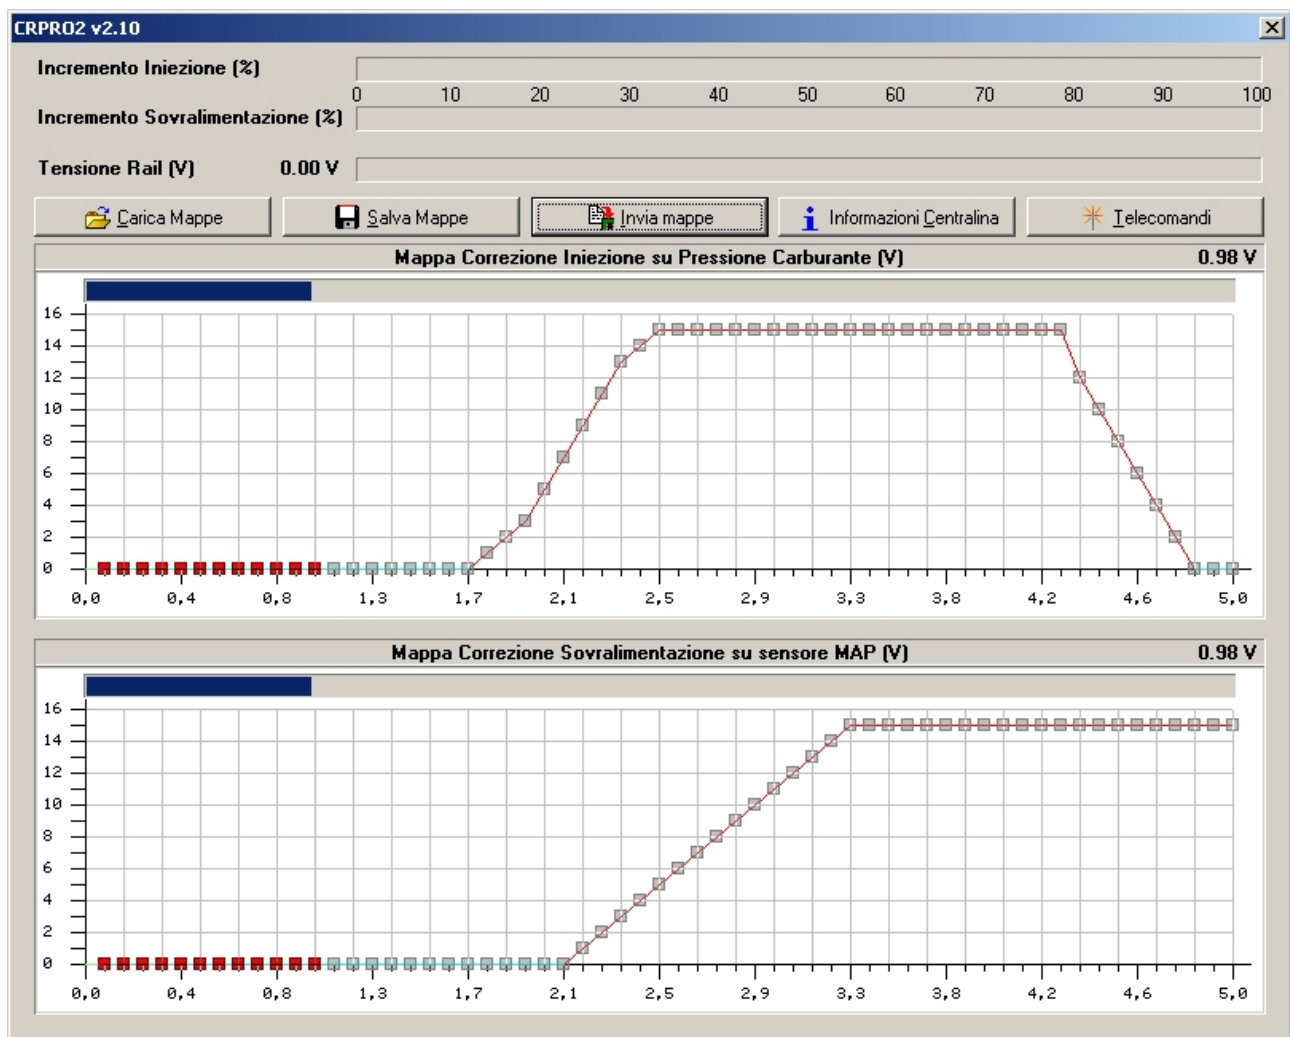 CRPRO2 v2.10
Incremento Iniezione (%)
0 10 20 30 40 50 60 70 80 90 100
Incremento Sovralimentazione (%)
Tensione Rail (V) 0.00 V
Carica Mappe Salva Mappe Invia mappe Informazioni Centralina Telecomandi
Mappa Correzione Iniezione su Pressione Carburante (V) 0.98 V
16
14
12
10
8
6
4
2
0
0,0 0,4 0,8 1,3 1,7 2,1 2,5 2,9 3,3 3,8 4,2 4,6 5,0
Mappa Correzione Sovralimentazione su sensore MAP (V) 0.98 V
16
14
12
10
8
6
4
2
0
0,0 0,4 0,8 1,3 1,7 2,1 2,5 2,9 3,3 3,8 4,2 4,6 5,0